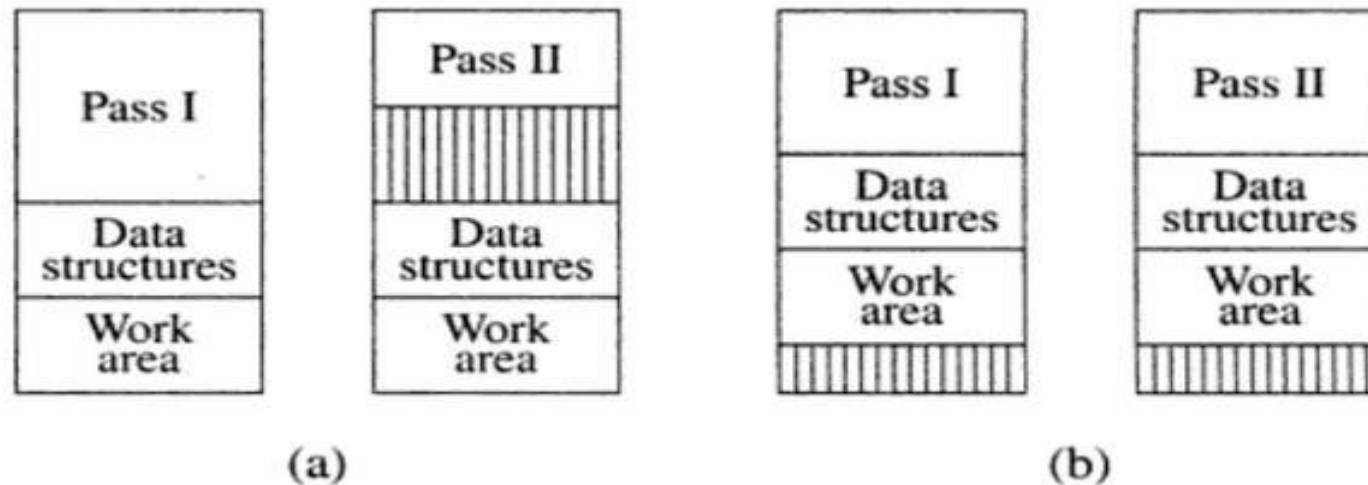 Pass I
Data
structures
Work
area
Pass II
Data
structures
Work
area
(a)
Pass I
Data
structures
Work
area
Pass II
Data
structures
Work
area
(b)